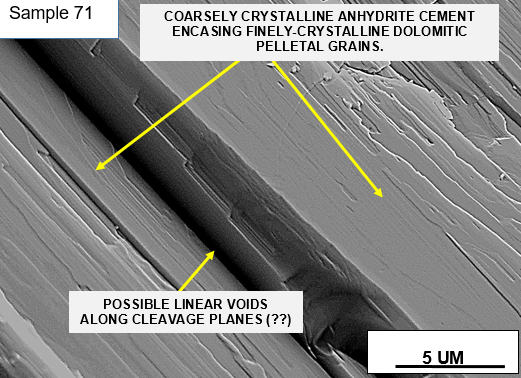 Sample 71
COARSELY CRYSTALLINE ANHYDRITE CEMENT
ENCASING FINELY-CRYSTALLINE DOLOMITIC
PELLETAL GRAINS.
POSSIBLE LINEAR VOIDS
ALONG CLEAVAGE PLANES (??)
5 UM